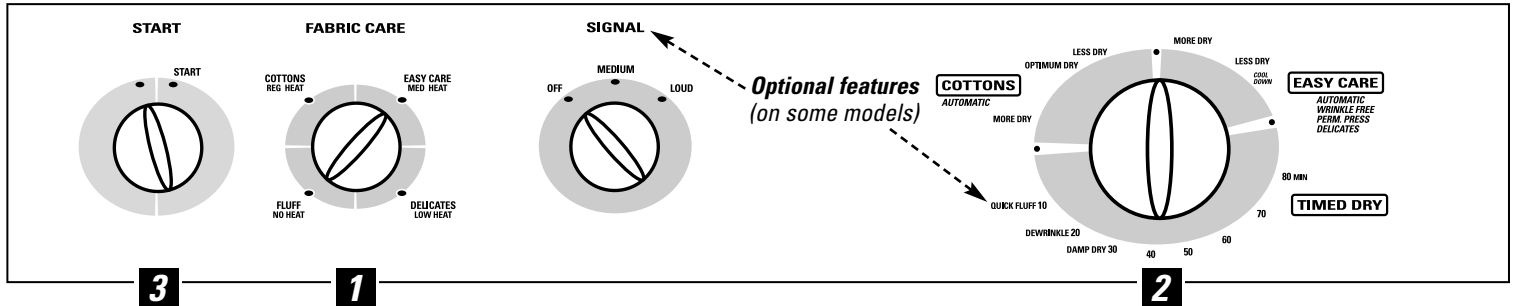 START
START
FABRIC CARE
COTTONS
REG HEAT
EASY CARE
MED HEAT
FLUFF
NO HEAT
DELICATES
LOW HEAT
SIGNAL
OFF
MEDIUM
LOUD
Optional features
(on some models)
COTTONS
AUTOMATIC
MORE DRY
OPTIMUM DRY
LESS DRY
MORE DRY
LESS DRY
COOL
DOWN
EASY CARE
AUTOMATIC
WRINKLE FREE
PERM. PRESS
DELICATES
80 MIN
TIMED DRY
70
60
50
40
DAMP DRY 30
DEWRINKLE 20
QUICK FLUFF 10
3
1
2